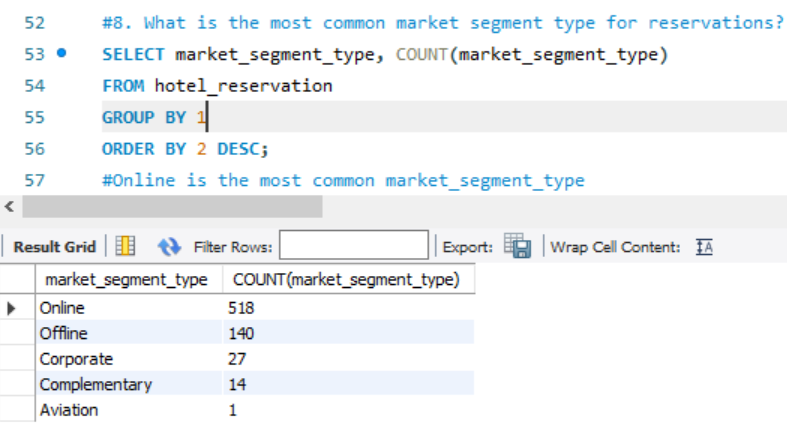 52 #8. What is the most common market segment type for reservations?
53 SELECT market_segment_type, COUNT(market_segment_type)
54 FROM hotel_reservation
55 GROUP BY 1
56 ORDER BY 2 DESC;
57 #Online is the most common market_segment_type
Result Grid Filter Rows: Export: Wrap Cell Content: IA
market_segment_type COUNT(market_segment_type)
Online 518
Offline 140
Corporate 27
Complementary 14
Aviation 1